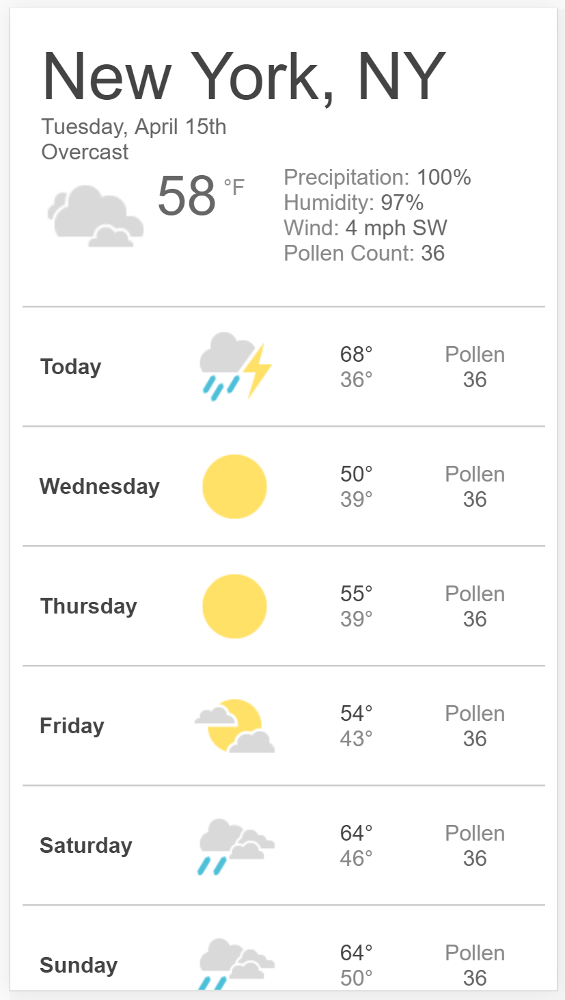 New York, NY
Tuesday, April 15th
Overcast
58 °F
Precipitation: 100%
Humidity: 97%
Wind: 4 mph SW
Pollen Count: 36
Today
68°
36°
Pollen
36
Wednesday
50°
39°
Pollen
36
Thursday
55°
39°
Pollen
36
Friday
54°
43°
Pollen
36
Saturday
64°
46°
Pollen
36
Sunday
64°
50°
Pollen
36